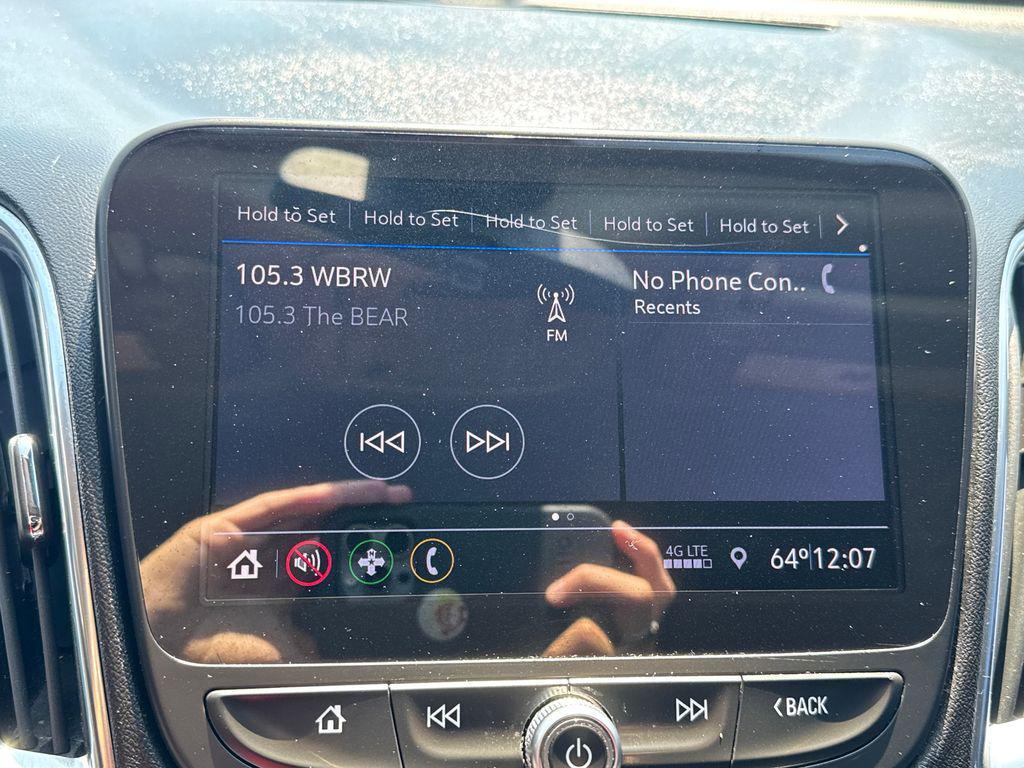 Hold to Set Hold to Set Hold to Set Hold to Set Hold to Set
105.3 WBRW
105.3 The BEAR
FM
No Phone Con..
Recents
4G LTE
64° 12:07
BACK